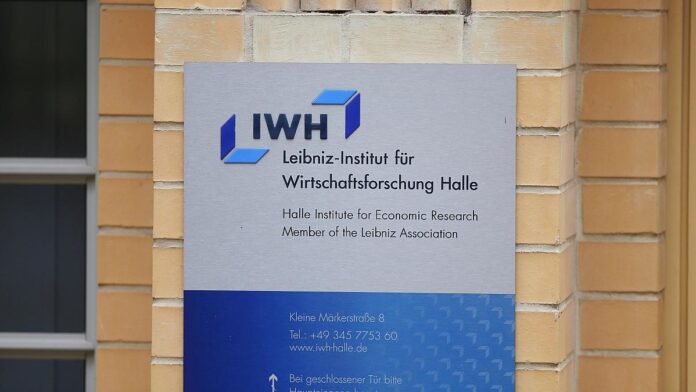 IWH
Leibniz-Institut für
Wirtschaftsforschung Halle
Halle Institute for Economic Research
Member of the Leibniz Association
Kleine Märkerstraße 8
Tel.: +49 345 7753 60
www.iwh-halle.de
Bei geschlossener Tür bitte